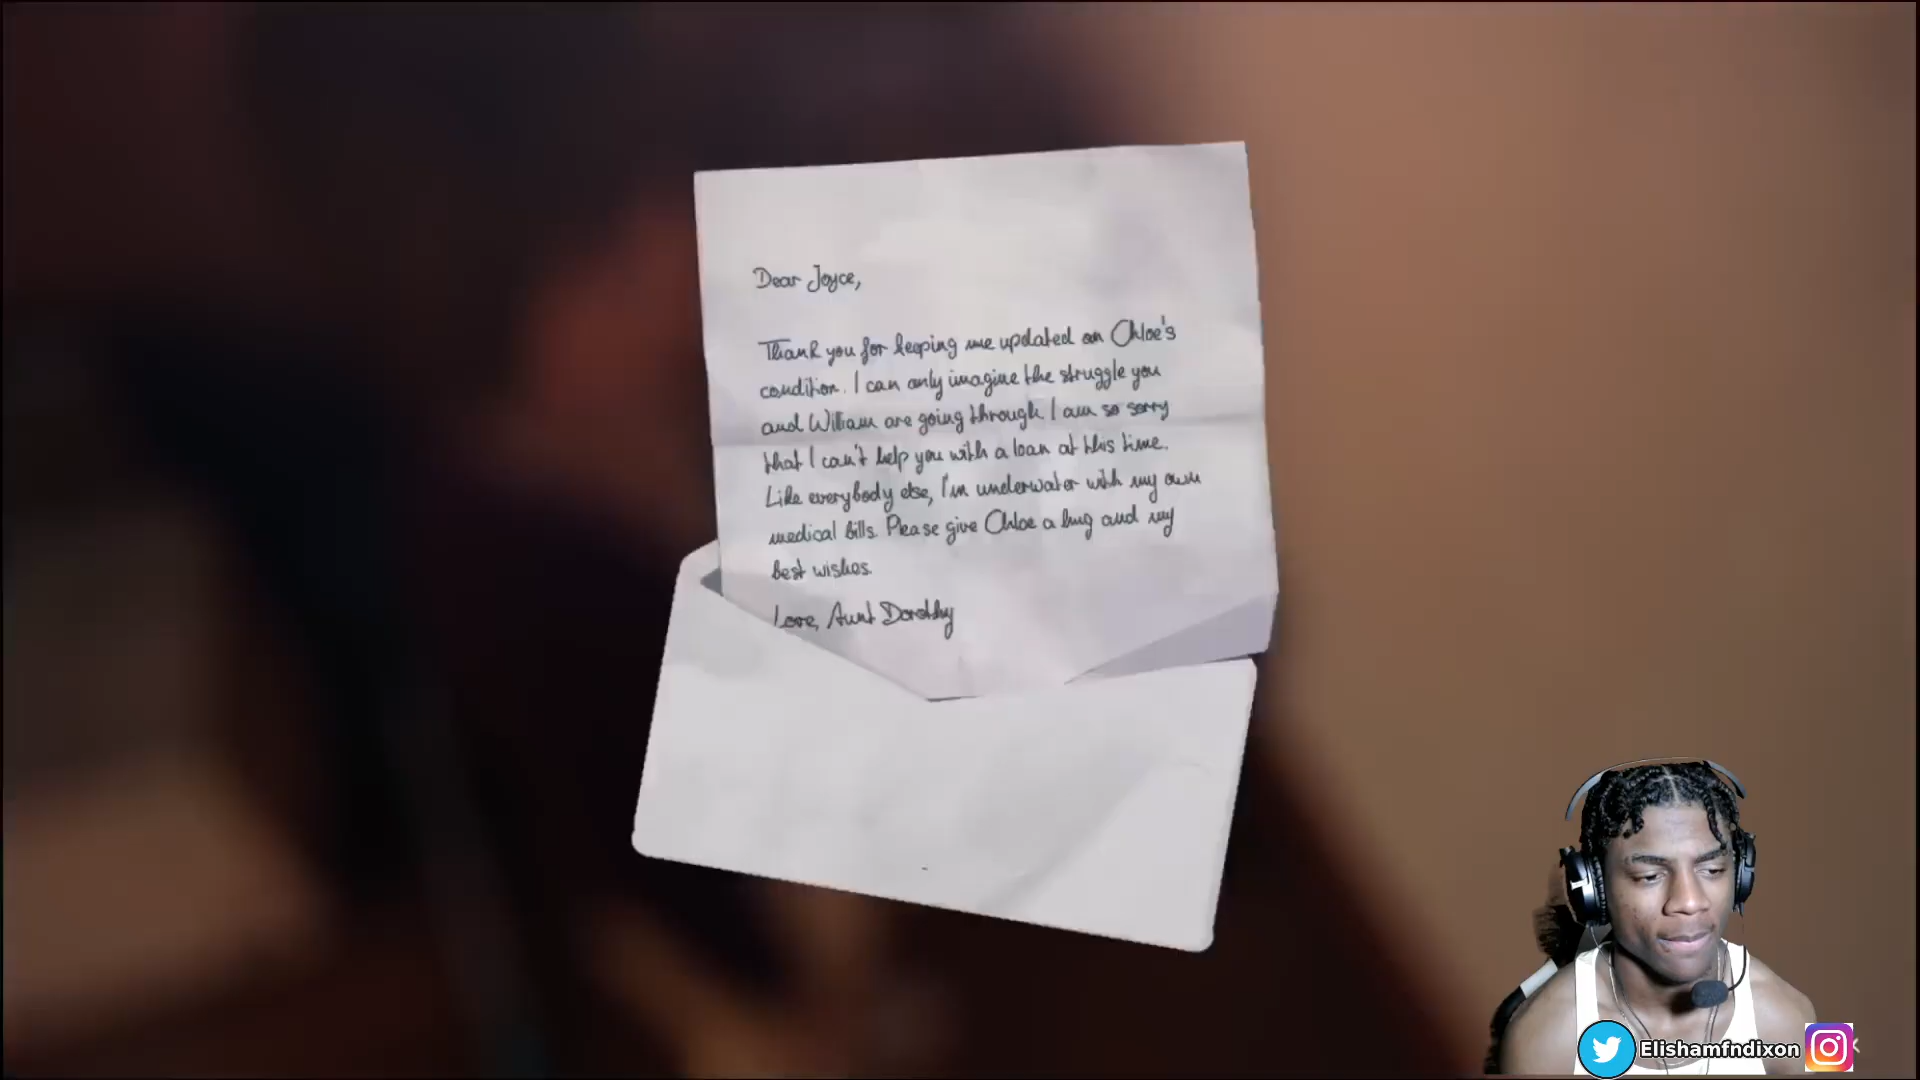 Dear Joyce,
Thank you for keeping me updated on Chloe's
condition. I can only imagine the struggle you
and William are going through. I am so sorry
that I can't help you with a loan at this time.
Like everybody else, I'm underwater with my own
medical bills. Please give Chloe a hug and my
best wishes.
Love, Aunt Dorothy
Elishamfndixon